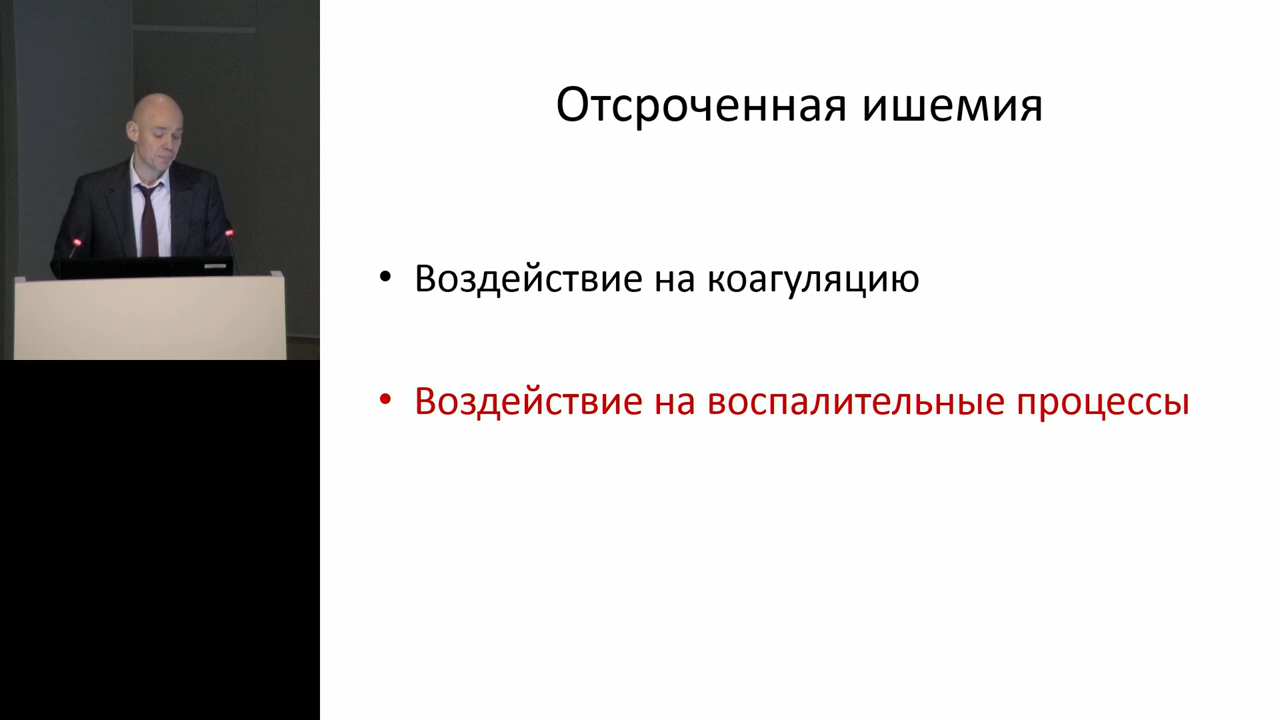 Отсроченная ишемия
• Воздействие на коагуляцию
• Воздействие на воспалительные процессы